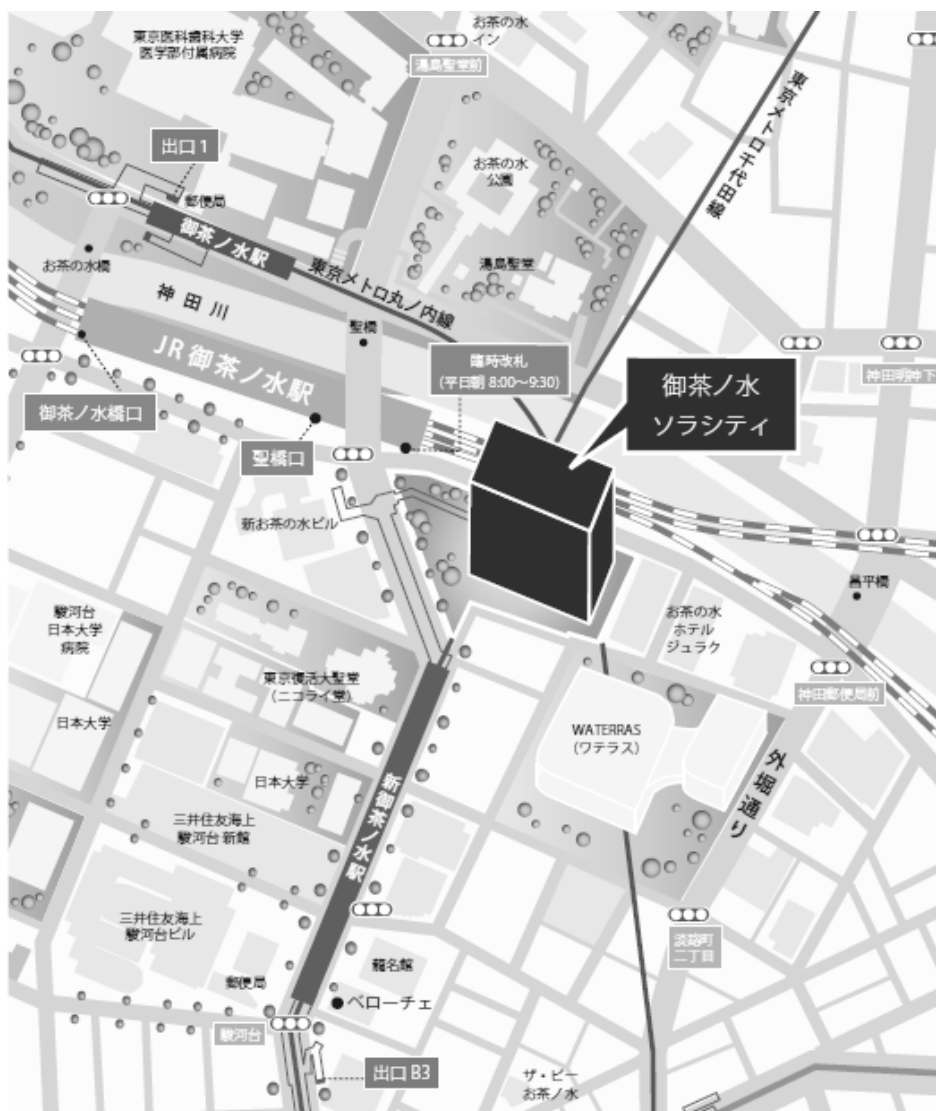 東京医科歯科大学
医学部付属病院
お茶の水
イン
湯島聖堂前
東京メトロ千代田線
出口1
郵便局
お茶の水
公園
御茶ノ水駅
湯島聖堂
お茶の水橋
東京メトロ丸ノ内線
神田川
聖橋
JR御茶ノ水駅
臨時改札
(平日朝 8:00〜9:30)
御茶ノ水
ソラシティ
神田明神下
御茶ノ水橋口
聖橋口
新お茶の水ビル
昌平橋
駿河台
日本大学
病院
お茶の水
ホテル
ジュラク
東京復活大聖堂
(ニコライ堂)
神田郵便局前
日本大学
WATERRAS
(ワテラス)
外堀通り
日本大学
新御茶ノ水駅
三井住友海上
駿河台新館
三井住友海上
駿河台ビル
淡路町
二丁目
郵便局
龍名館
ベローチェ
駿河台
出口 B3
ザ・ビー
お茶ノ水